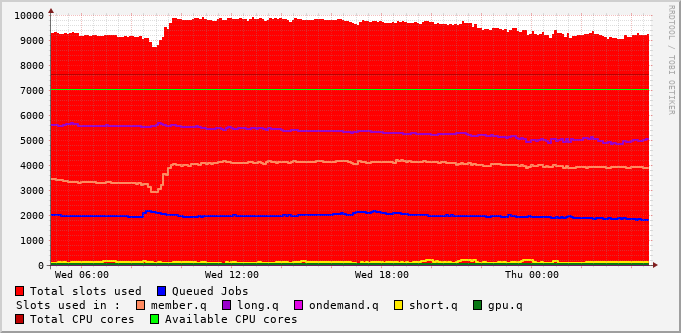 RRDTOOL / TOBI OETIKER
10000
9000
8000
7000
6000
5000
4000
3000
2000
1000
0
Wed 06:00 Wed 12:00 Wed 18:00 Thu 00:00
Total slots used Queued Jobs
Slots used in : member.q long.q ondemand.q short.q gpu.q
Total CPU cores Available CPU cores